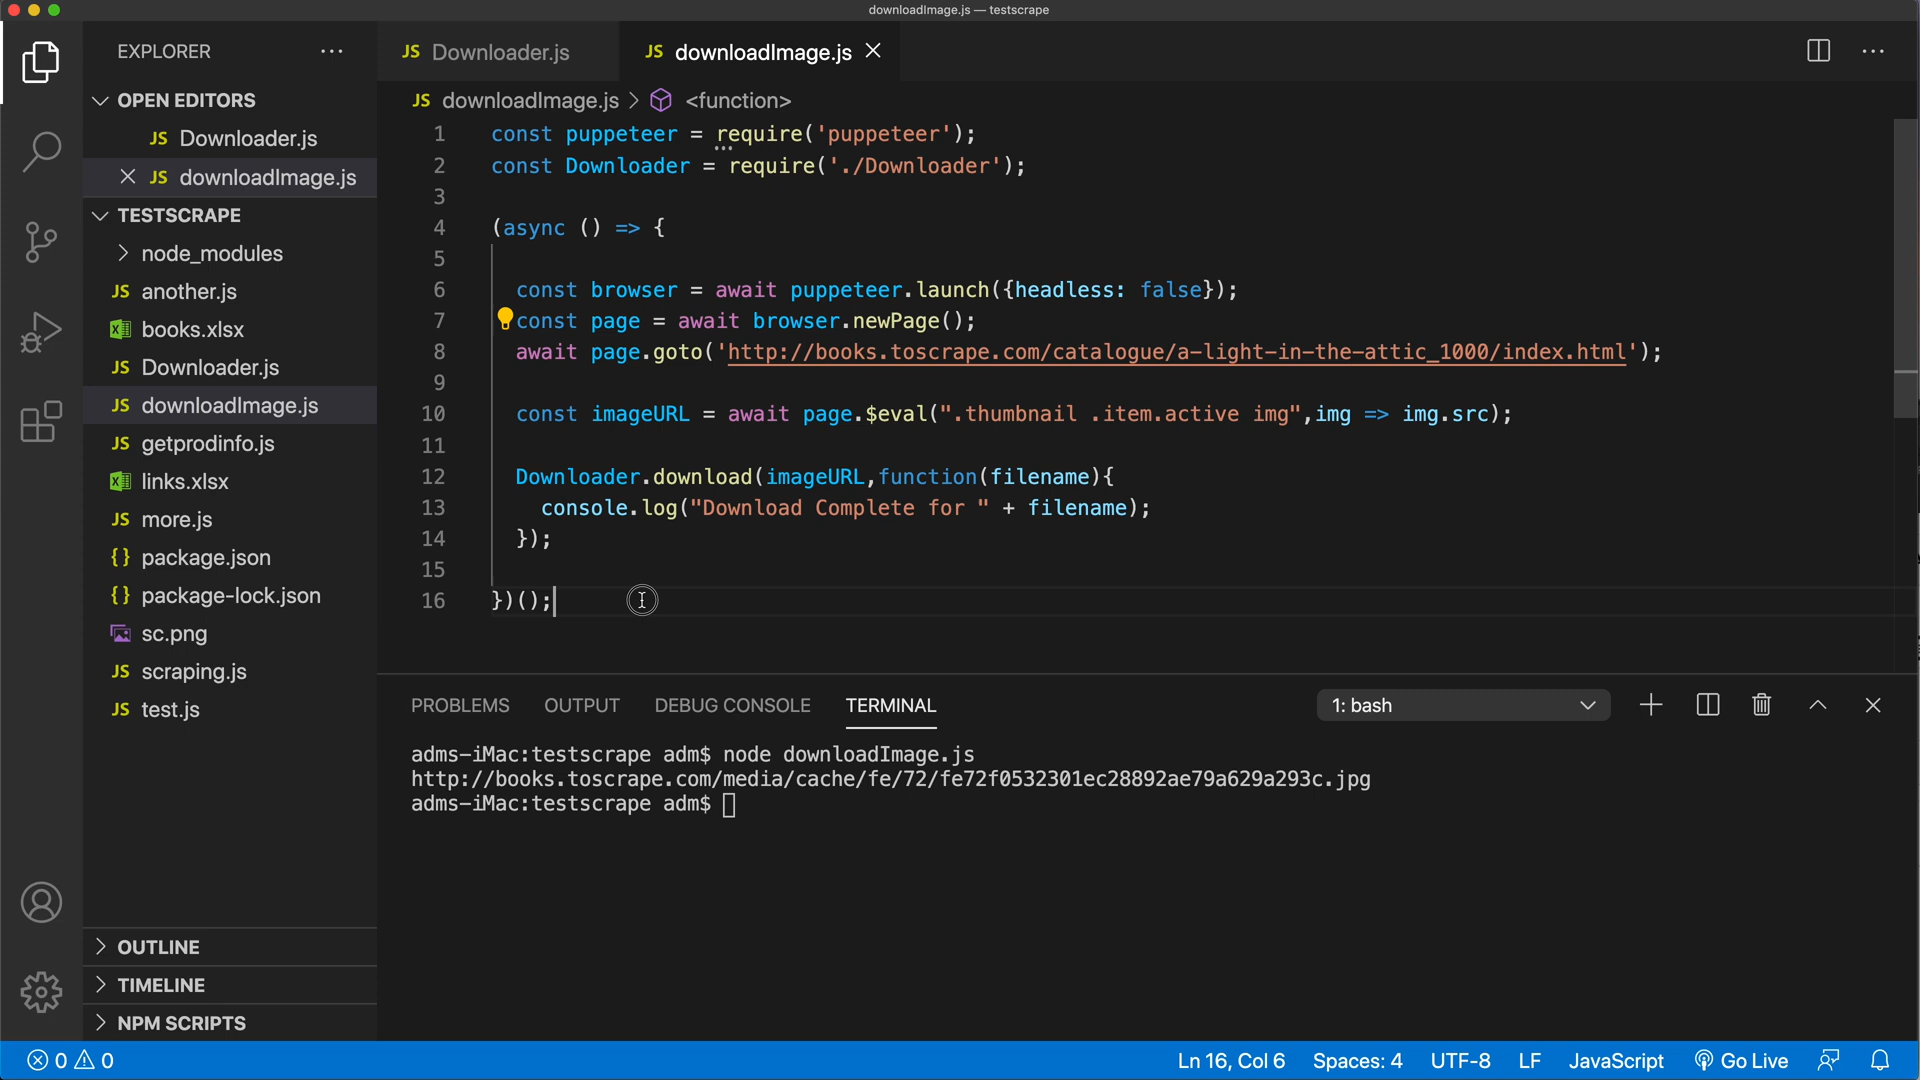 downloadImage.js — testscrape
EXPLORER
JS Downloader.js
JS downloadImage.js
OPEN EDITORS
JS Downloader.js
JS downloadImage.js
TESTSCRAPE
node_modules
JS another.js
books.xlsx
JS Downloader.js
JS downloadImage.js
JS getprodinfo.js
links.xlsx
JS more.js
{} package.json
{} package-lock.json
sc.png
JS scraping.js
JS test.js
OUTLINE
TIMELINE
NPM SCRIPTS
JS downloadImage.js > <function>
1 const puppeteer = require('puppeteer');
2 const Downloader = require('./Downloader');
3
4 (async () => {
5
6 const browser = await puppeteer.launch({headless: false});
7 const page = await browser.newPage();
8 await page.goto('http://books.toscrape.com/catalogue/a-light-in-the-attic_1000/index.html');
9
10 const imageURL = await page.$eval(".thumbnail .item.active img",img => img.src);
11
12 Downloader.download(imageURL,function(filename){
13 console.log("Download Complete for " + filename);
14 });
15
16 })();
PROBLEMS OUTPUT DEBUG CONSOLE TERMINAL 1: bash
adms-iMac:testscrape adm$ node downloadImage.js
http://books.toscrape.com/media/cache/fe/72/fe72f0532301ec28892ae79a629a293c.jpg
adms-iMac:testscrape adm$
0 0 Ln 16, Col 6 Spaces: 4 UTF-8 LF JavaScript Go Live